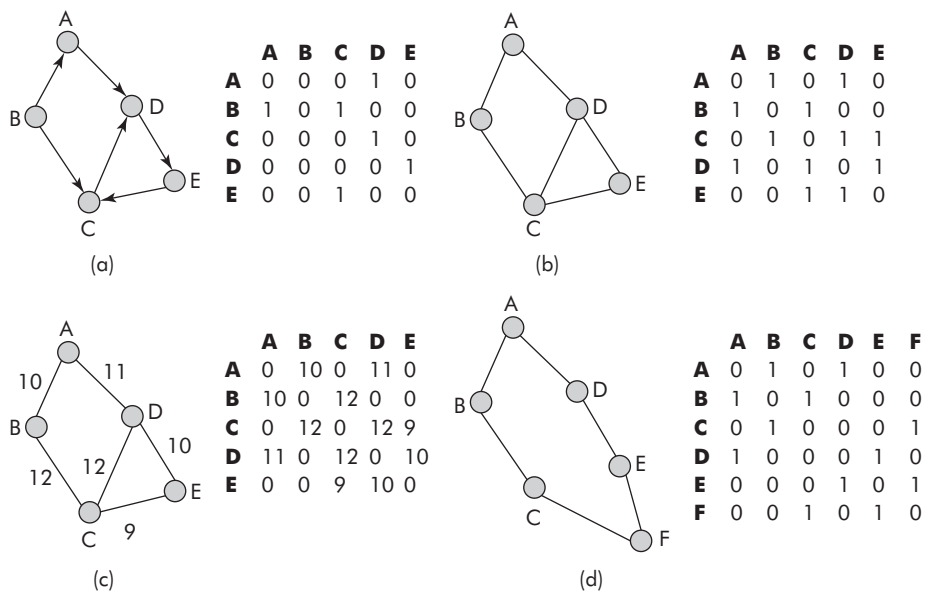 A
B
D
E
C
A B C D E
A 0 0 0 1 0
B 1 0 1 0 0
C 0 0 0 1 0
D 0 0 0 0 1
E 0 0 1 0 0
(a)
A
B
D
E
C
A B C D E
A 0 1 0 1 0
B 1 0 1 0 0
C 0 1 0 1 1
D 1 0 1 0 1
E 0 0 1 1 0
(b)
A
10 11
B
D
12 12 10
E
C
9
A B C D E
A 0 10 0 11 0
B 10 0 12 0 0
C 0 12 0 12 9
D 11 0 12 0 10
E 0 0 9 10 0
(c)
A
B
D
E
C
F
A B C D E F
A 0 1 0 1 0 0
B 1 0 1 0 0 0
C 0 1 0 0 0 1
D 1 0 0 0 1 0
E 0 0 0 1 0 1
F 0 0 1 0 1 0
(d)